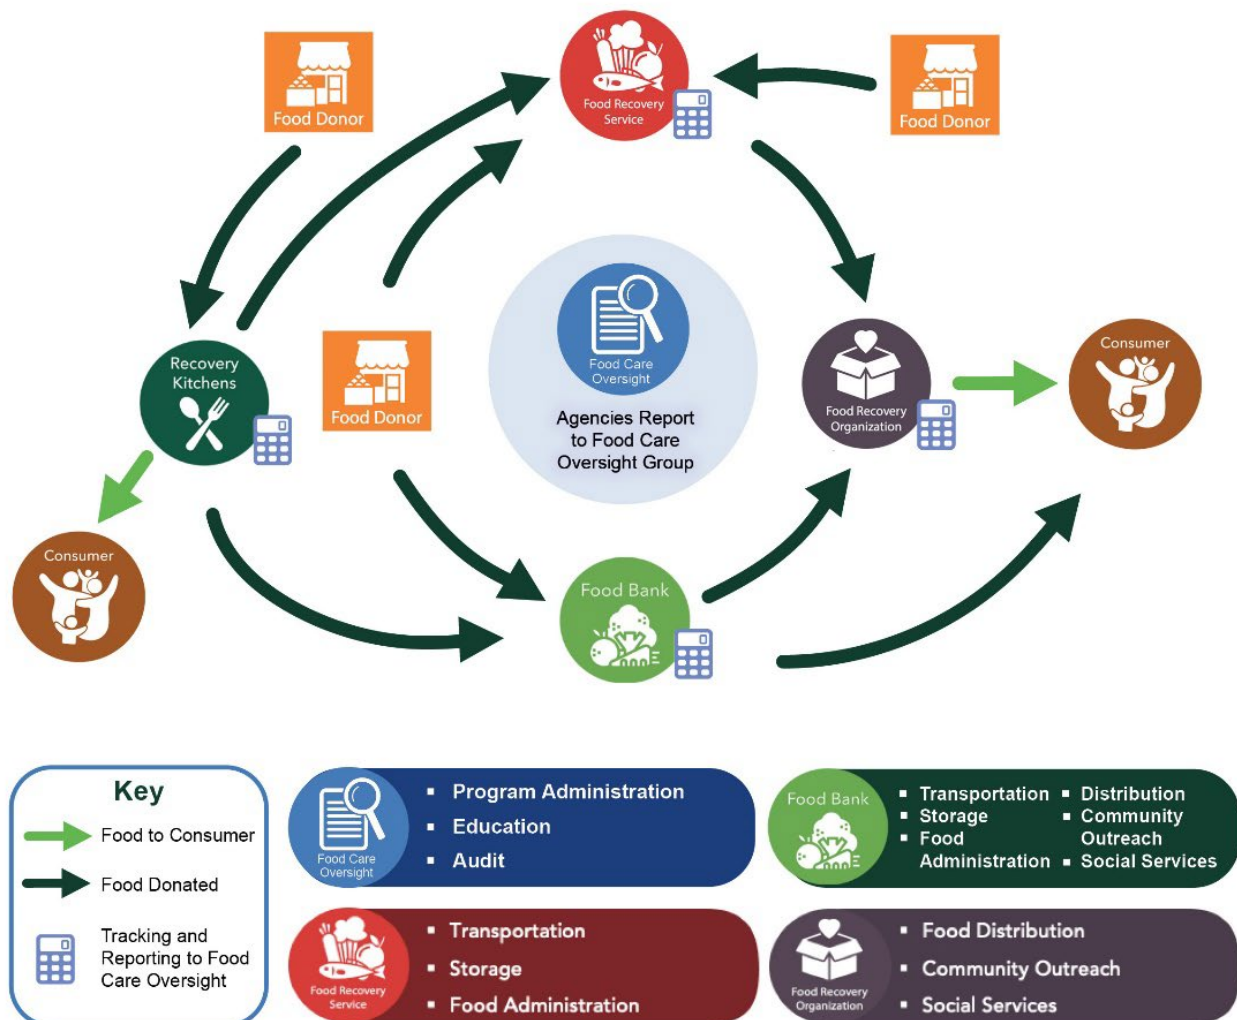 Food Donor
Food Recovery
Service
Food Donor
Recovery
Kitchens
Food Donor
Food Care
Oversight
Agencies Report
to Food Care
Oversight Group
Food Recovery
Organization
Consumer
Consumer
Food Bank
Key
Food to Consumer
Food Donated
Tracking and
Reporting to Food
Care Oversight
Food Care
Oversight
▪ Program Administration
▪ Education
▪ Audit
Food Bank
▪ Transportation
▪ Storage
▪ Food
Administration
▪ Distribution
▪ Community
Outreach
▪ Social Services
Food Recovery
Service
▪ Transportation
▪ Storage
▪ Food Administration
Food Recovery
Organization
▪ Food Distribution
▪ Community Outreach
▪ Social Services